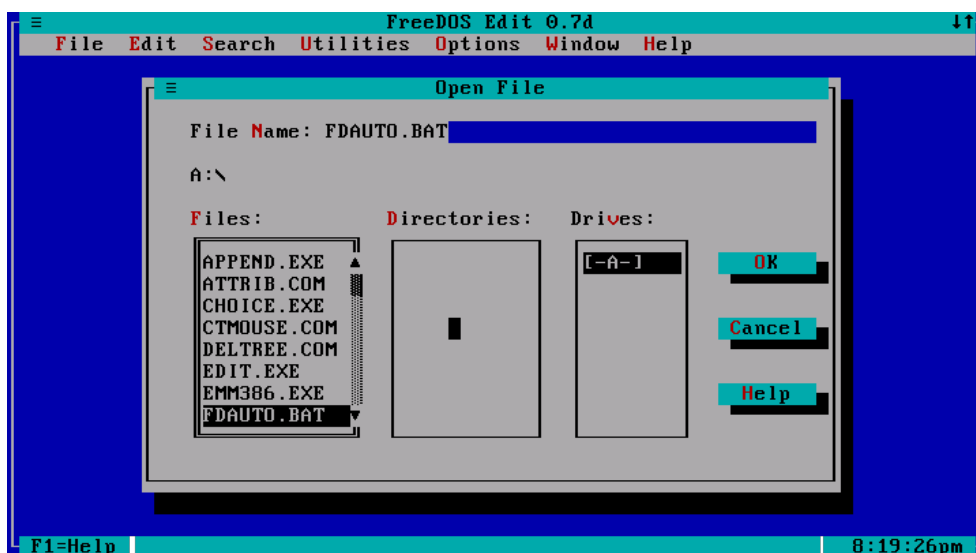 ≡ FreeDOS Edit 0.7d ↓↑
File Edit Search Utilities Options Window Help
≡ Open File
File Name: FDAUTO.BAT
A:\
Files: Directories: Drives:
APPEND.EXE [-A-] OK
ATTRIB.COM
CHOICE.EXE
CTMOUSE.COM Cancel
DELTREE.COM
EDIT.EXE
EMM386.EXE Help
FDAUTO.BAT
F1=Help 8:19:26pm